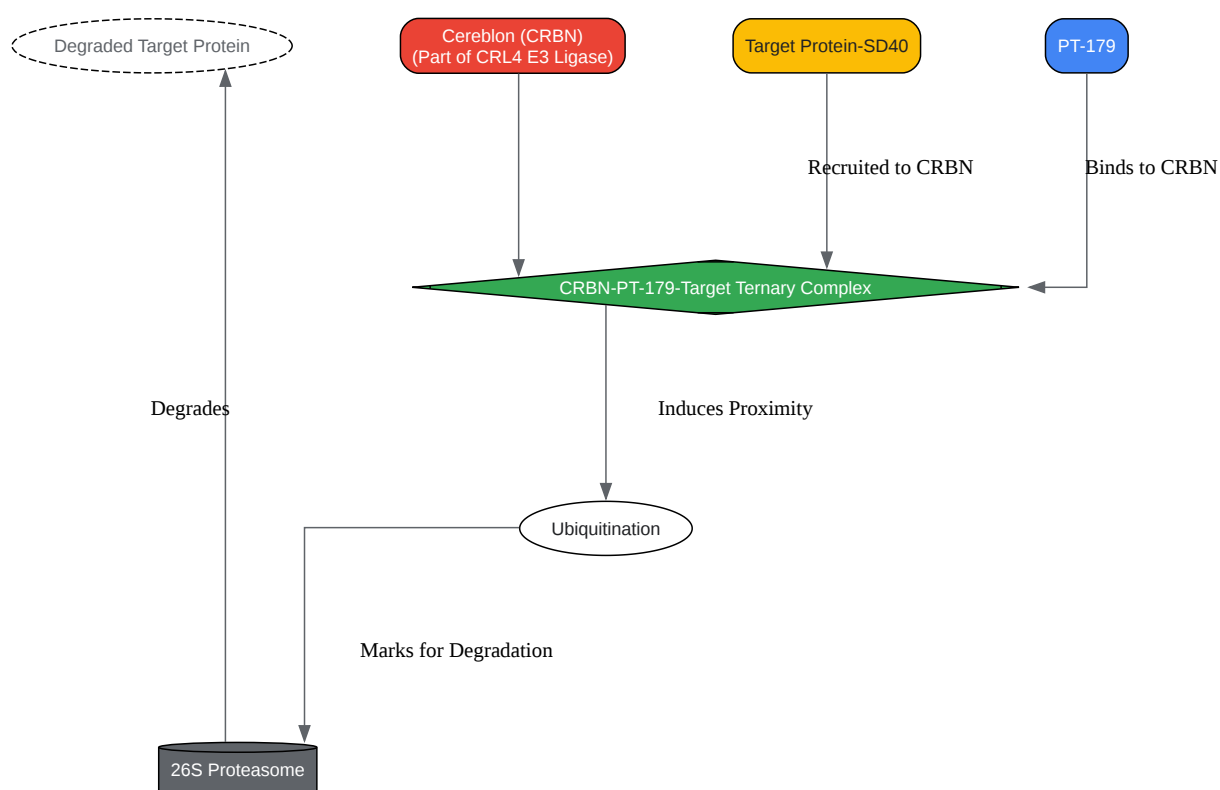 Degraded Target Protein
Cereblon (CRBN)
(Part of CRL4 E3 Ligase)
Target Protein-SD40
PT-179
Recruited to CRBN
Binds to CRBN
CRBN-PT-179-Target Ternary Complex
Degrades
Induces Proximity
Ubiquitination
Marks for Degradation
26S Proteasome